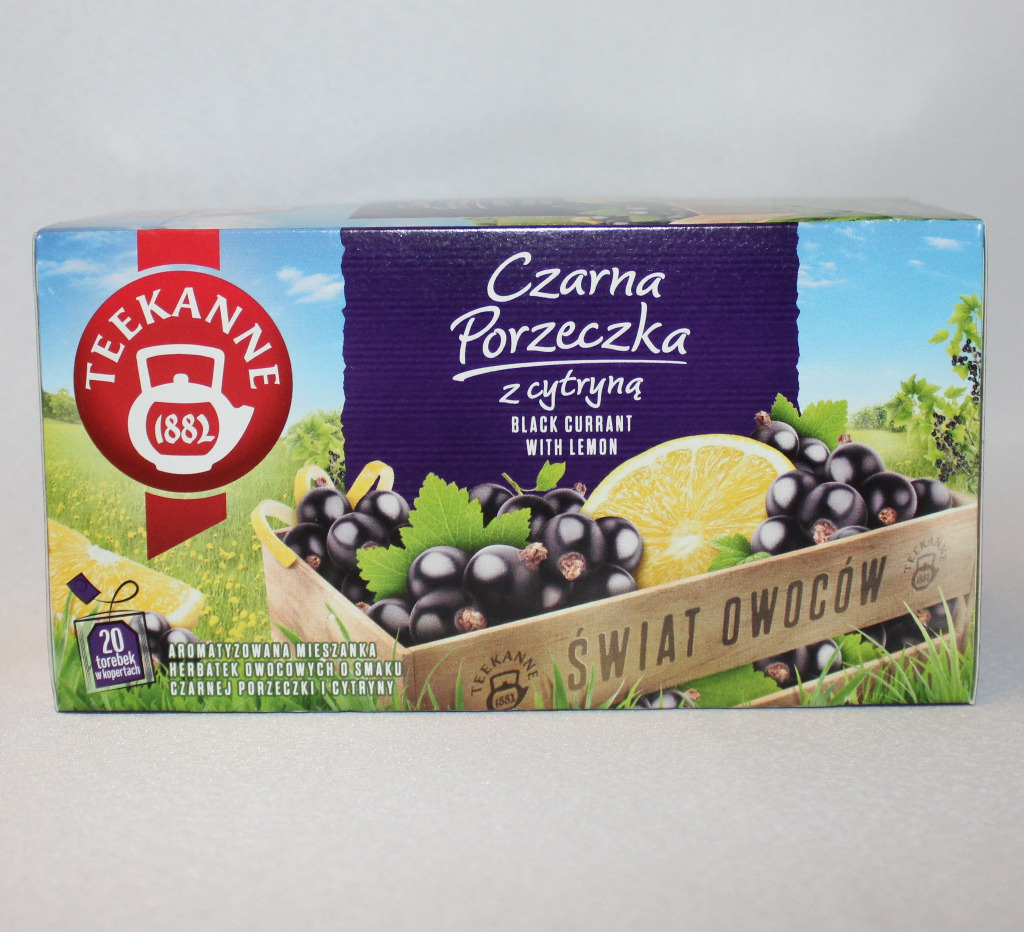 TEEKANNE
1882
Czarna
Porzeczka
z cytryną
BLACK CURRANT
WITH LEMON
TEEKANNE
1882
ŚWIAT OWOCÓW
TEEKANNE
1882
20
torebek
w kopertach
AROMATYZOWANA MIESZANKA
HERBATEK OWOCOWYCH O SMAKU
CZARNEJ PORZECZKI I CYTRYNY